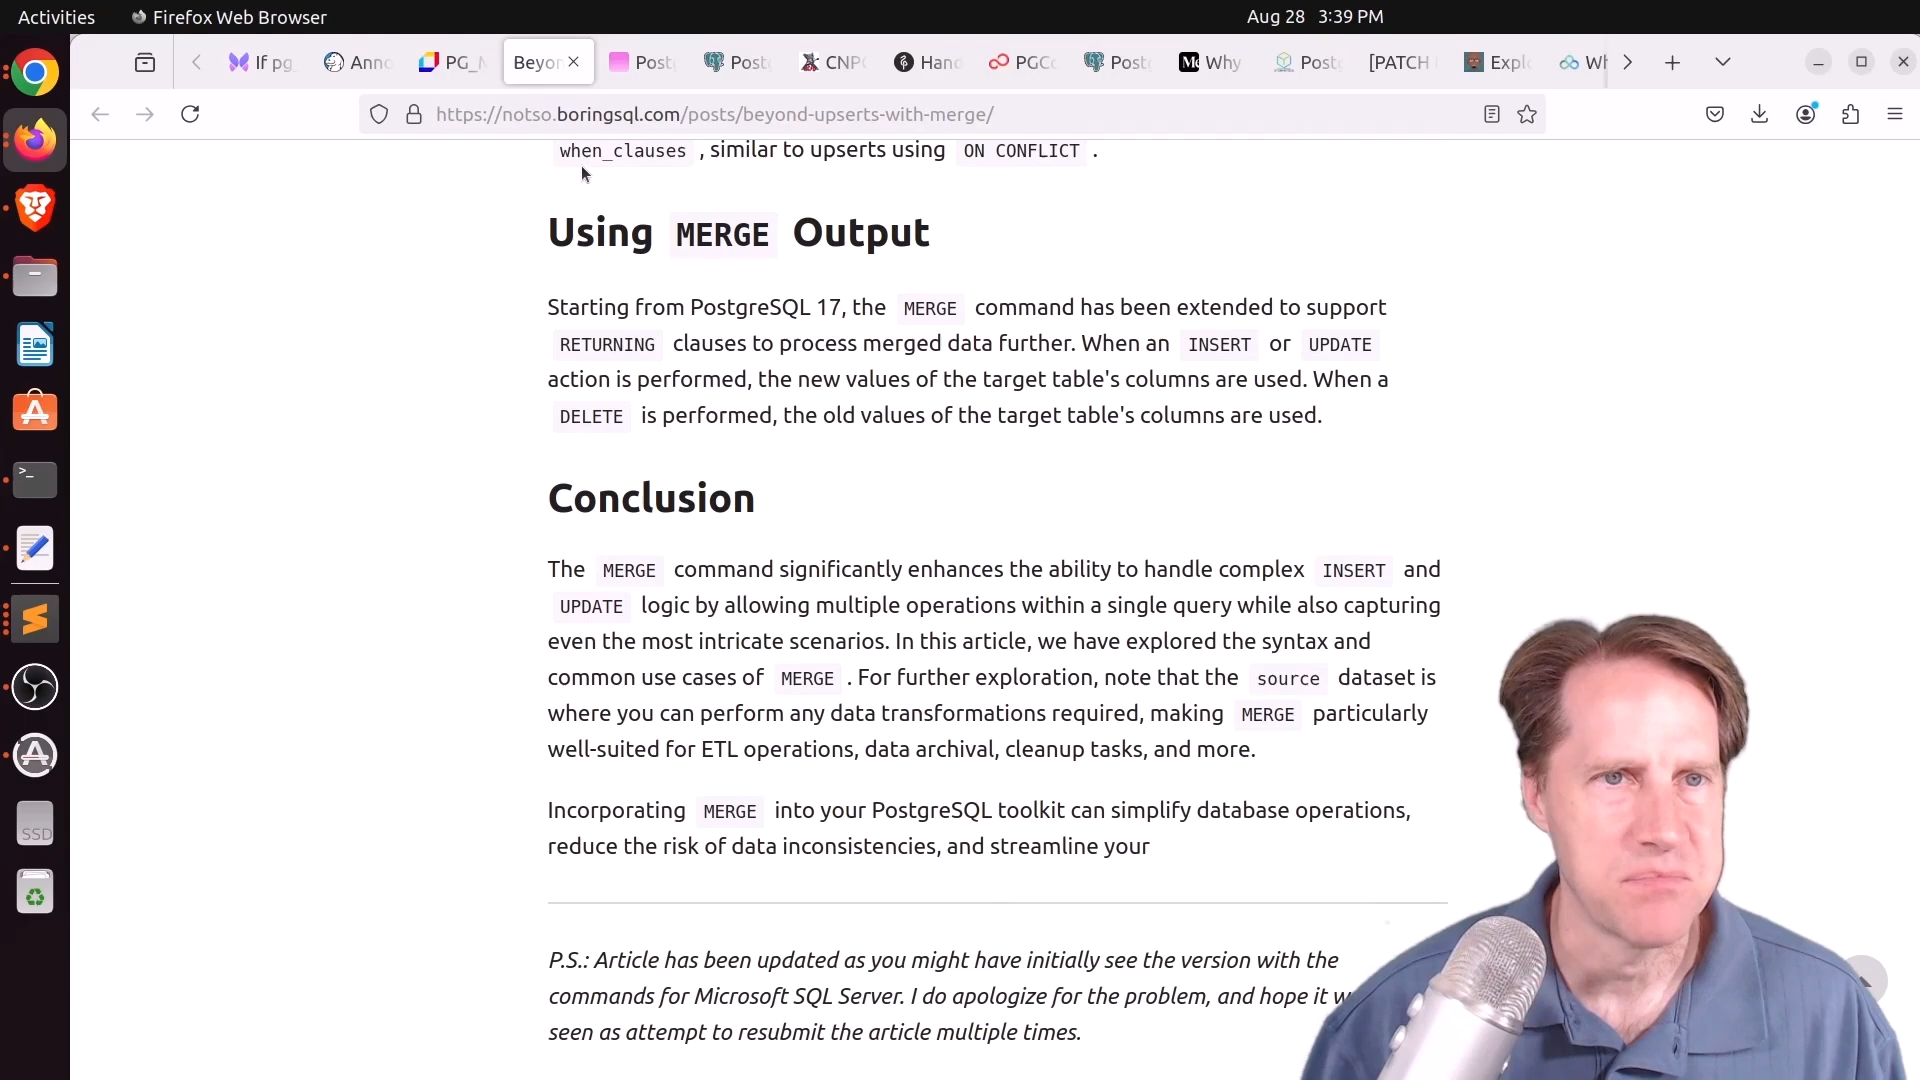 Activities Firefox Web Browser Aug 28 3:39 PM
If pg_ Anno PG_ Beyon Post Post CNPG Hand PGCo Post Why Post [PATCH Explo Wh
https://notso.boringsql.com/posts/beyond-upserts-with-merge/
when_clauses , similar to upserts using ON CONFLICT .
Using MERGE Output
Starting from PostgreSQL 17, the MERGE command has been extended to support
RETURNING clauses to process merged data further. When an INSERT or UPDATE
action is performed, the new values of the target table's columns are used. When a
DELETE is performed, the old values of the target table's columns are used.
Conclusion
The MERGE command significantly enhances the ability to handle complex INSERT and
UPDATE logic by allowing multiple operations within a single query while also capturing
even the most intricate scenarios. In this article, we have explored the syntax and
common use cases of MERGE . For further exploration, note that the source dataset is
where you can perform any data transformations required, making MERGE particularly
well-suited for ETL operations, data archival, cleanup tasks, and more.
Incorporating MERGE into your PostgreSQL toolkit can simplify database operations,
reduce the risk of data inconsistencies, and streamline your
P.S.: Article has been updated as you might have initially see the version with the
commands for Microsoft SQL Server. I do apologize for the problem, and hope it w
seen as attempt to resubmit the article multiple times.
SSD